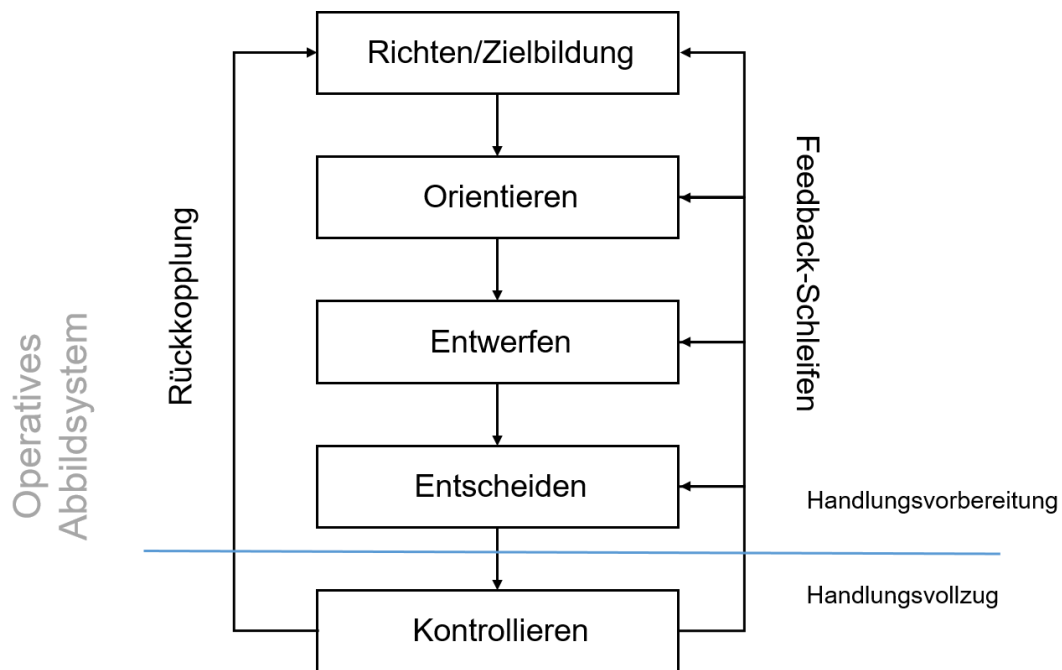 Richten/Zielbildung
Orientieren
Entwerfen
Entscheiden
Kontrollieren
Rückkopplung
Feedback-Schleifen
Operatives
Abbildsystem
Handlungsvorbereitung
Handlungsvollzug